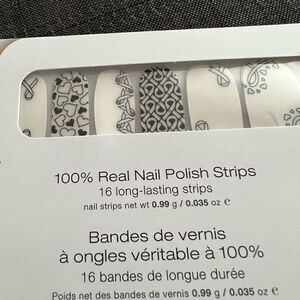 100% Real Nail Polish Strips
16 long-lasting strips
nail strips net wt 0.99 g / 0.035 oz ℮
Bandes de vernis
à ongles véritable à 100%
16 bandes de longue durée
Poids net des bandes de vernis 0.99 g / 0.035 oz ℮